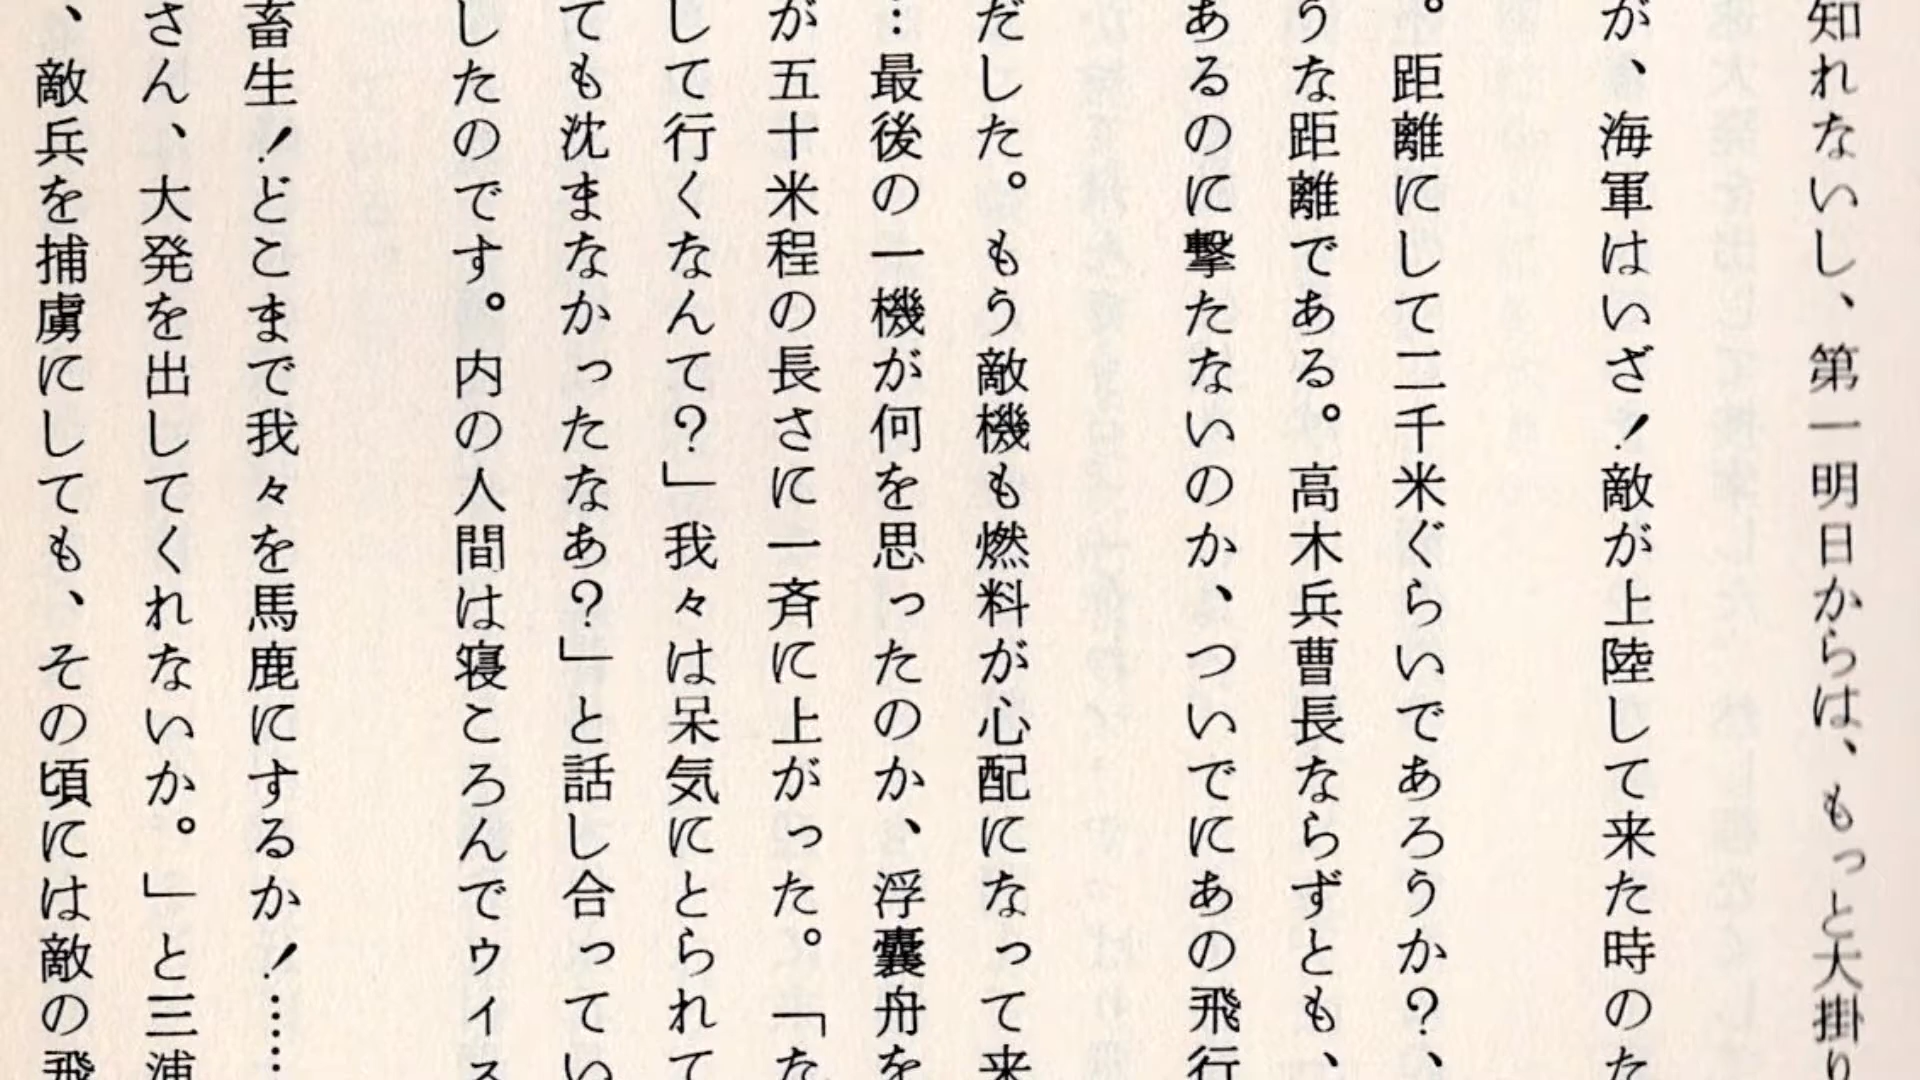 知れないし、第一明日からは、もっと大掛り
が、海軍はいざ！敵が上陸して来た時のた
。距離にして二千米ぐらいであろうか？、
うな距離である。高木兵曹長ならずとも、
あるのに撃たないのか、ついでにあの飛行
だした。もう敵機も燃料が心配になって来
…最後の一機が何を思ったのか、浮囊舟を
が五十米程の長さに一斉に上がった。「た
して行くなんて？」我々は呆気にとられて
ても沈まなかったなあ？」と話し合ってい
したのです。内の人間は寝ころんでゥィス
畜生！どこまで我々を馬鹿にするか！……
さん、大発を出してくれないか。」と三浦
、敵兵を捕虜にしても、その頃には敵の飛